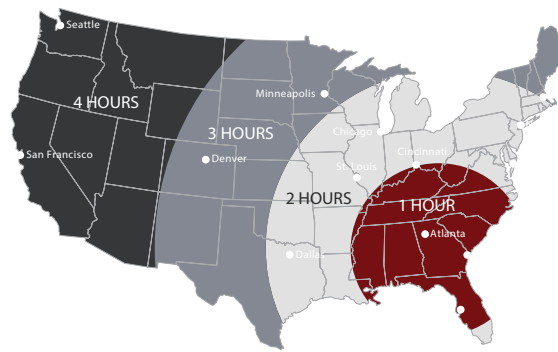 Seattle
4 HOURS
Minneapolis
3 HOURS
Chicago
San Francisco
Denver
Cincinnati
St. Louis
2 HOURS
1 HOUR
Atlanta
Dallas